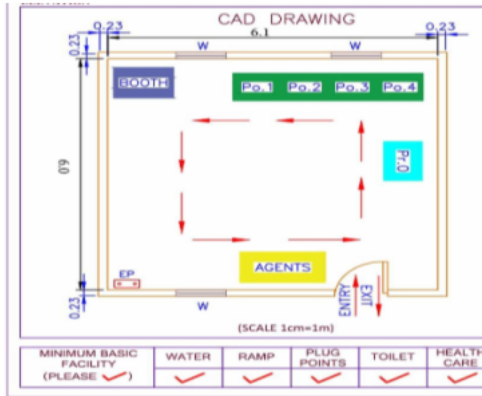 CAD DRAWING
0.23
6.1
0.23
0.23
W
W
BOOTH
Po.1 Po.2 Po.3 Po.4
6.0
Pr.0
EP
AGENTS
0.23
W
ENTRY
EXIT
(SCALE 1cm=1m)
MINIMUM BASIC FACILITY (PLEASE ✓)
WATER
RAMP
PLUG POINTS
TOILET
HEALTH CARE
✓ ✓ ✓ ✓ ✓